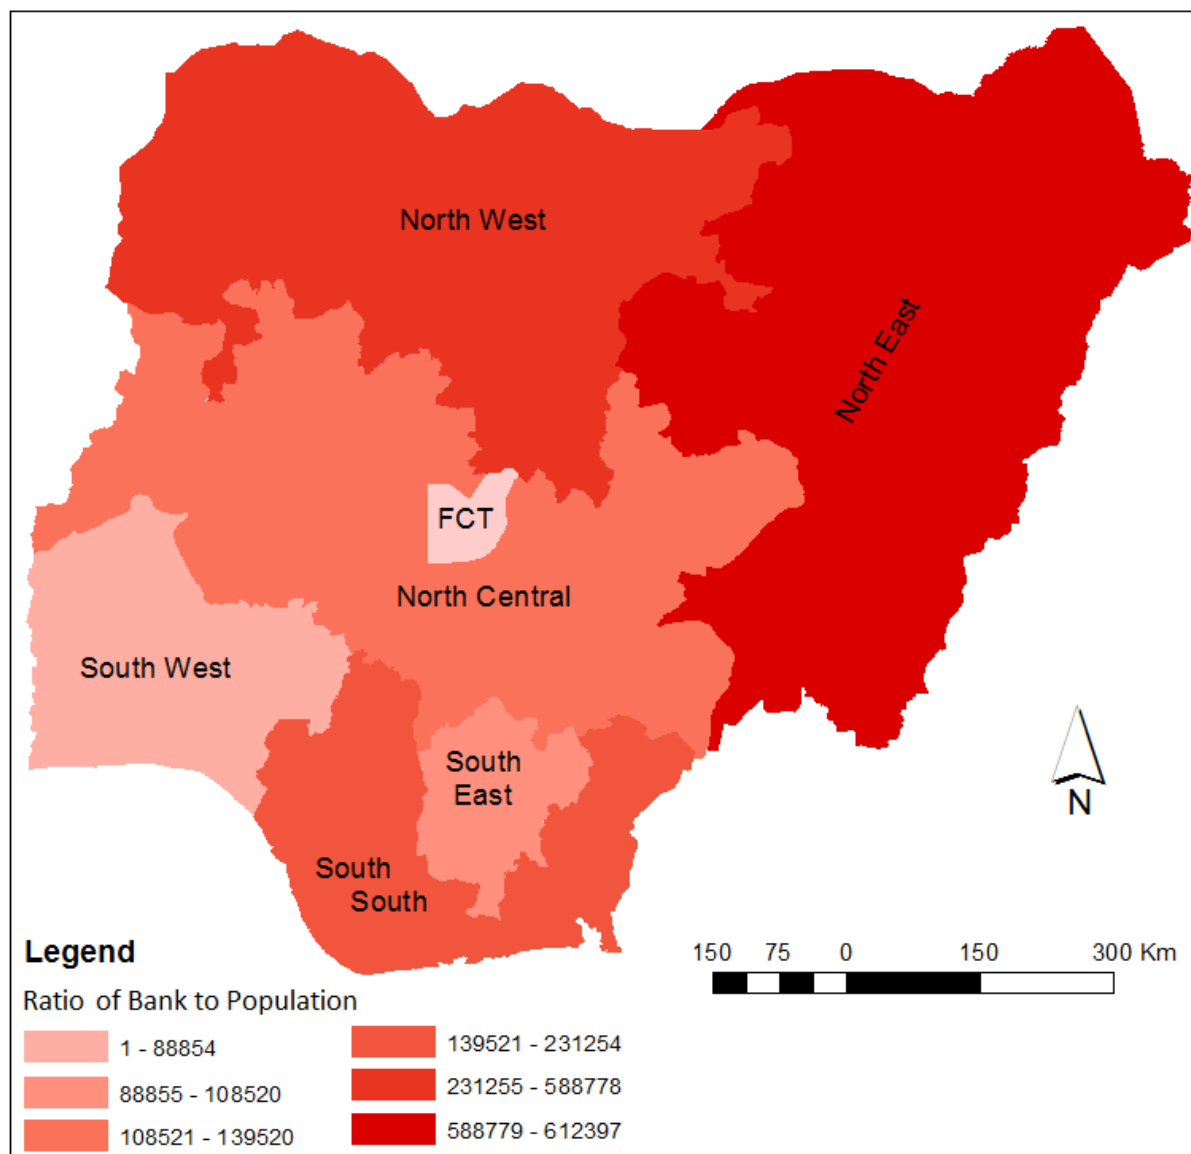 North West
North East
FCT
North Central
South West
South
East
South
South
N
Legend
150 75 0 150 300 Km
Ratio of Bank to Population
1 - 88854
88855 - 108520
108521 - 139520
139521 - 231254
231255 - 588778
588779 - 612397